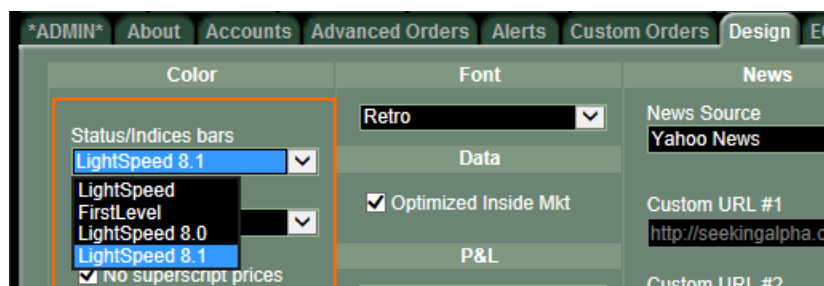 *ADMIN* About Accounts Advanced Orders Alerts Custom Orders Design
Color Font News
Status/Indices bars
LightSpeed 8.1
LightSpeed
FirstLevel
LightSpeed 8.0
LightSpeed 8.1
No superscript prices
Retro
Data
Optimized Inside Mkt
P&L
News Source
Yahoo News
Custom URL #1
http://seekingalpha.c
Custom URL #2